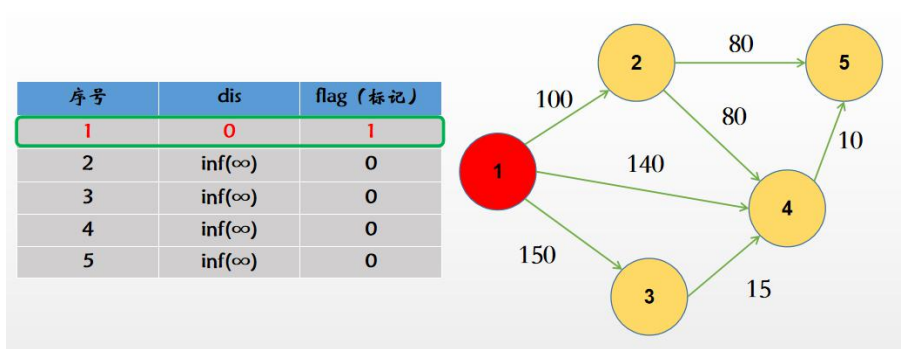 序号 dis flag（标记）
1 0 1
2 inf(∞) 0
3 inf(∞) 0
4 inf(∞) 0
5 inf(∞) 0
2 80 5
100
80
10
1 140
4
150
3 15